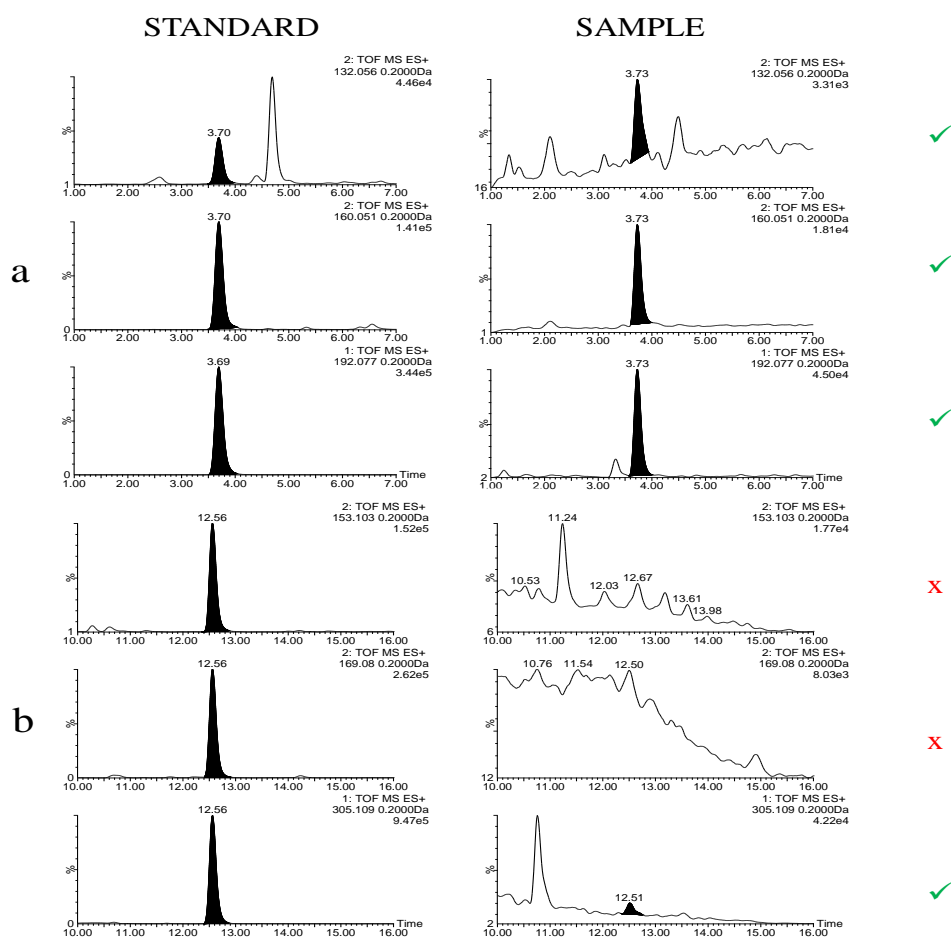 STANDARD SAMPLE
2: TOF MS ES+
132.056 0.2000Da
4.46e4
%
3.70
1
1.00 2.00 3.00 4.00 5.00 6.00 7.00
2: TOF MS ES+
132.056 0.2000Da
3.31e3
%
3.73
16
1.00 2.00 3.00 4.00 5.00 6.00 7.00
✓
a
2: TOF MS ES+
160.051 0.2000Da
1.41e5
%
3.70
0
1.00 2.00 3.00 4.00 5.00 6.00 7.00
2: TOF MS ES+
160.051 0.2000Da
1.81e4
%
3.73
1
1.00 2.00 3.00 4.00 5.00 6.00 7.00
✓
1: TOF MS ES+
192.077 0.2000Da
3.44e5
%
3.69
0
Time
1.00 2.00 3.00 4.00 5.00 6.00 7.00
1: TOF MS ES+
192.077 0.2000Da
4.50e4
%
3.73
2
Time
1.00 2.00 3.00 4.00 5.00 6.00 7.00
✓
2: TOF MS ES+
153.103 0.2000Da
1.52e5
%
12.56
1
10.00 11.00 12.00 13.00 14.00 15.00 16.00
2: TOF MS ES+
153.103 0.2000Da
1.77e4
%
10.53 11.24 12.03 12.67 13.61 13.98
6
10.00 11.00 12.00 13.00 14.00 15.00 16.00
x
b
2: TOF MS ES+
169.08 0.2000Da
2.62e5
%
12.56
0
10.00 11.00 12.00 13.00 14.00 15.00 16.00
2: TOF MS ES+
169.08 0.2000Da
8.03e3
%
10.76 11.54 12.50
12
10.00 11.00 12.00 13.00 14.00 15.00 16.00
x
1: TOF MS ES+
305.109 0.2000Da
9.47e5
%
12.56
0
Time
10.00 11.00 12.00 13.00 14.00 15.00 16.00
1: TOF MS ES+
305.109 0.2000Da
4.22e4
%
12.51
2
Time
10.00 11.00 12.00 13.00 14.00 15.00 16.00
✓